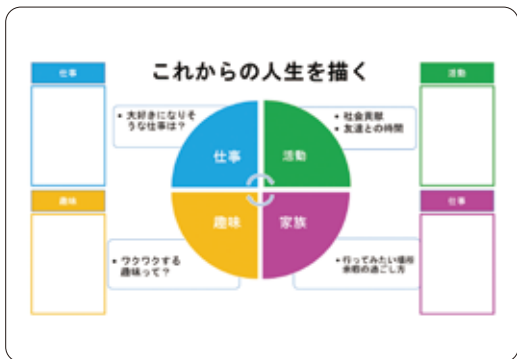 これからの人生を描く
仕事
活動
• 大好きになりそ
うな仕事は？
• 社会貢献
• 友達との時間
仕事
活動
趣味
家族
趣味
仕事
• ワクワクする
趣味って？
• 行ってみたい場所
余暇の過ごし方